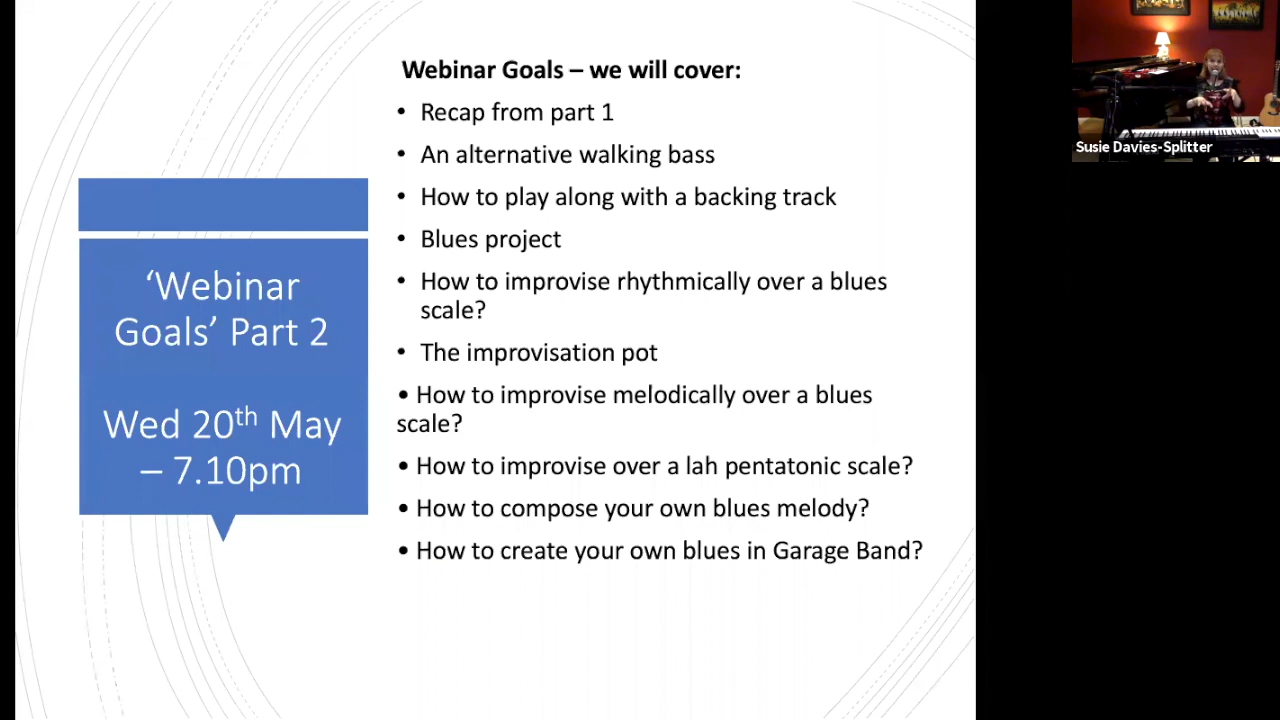 Webinar Goals – we will cover:
• Recap from part 1
• An alternative walking bass
• How to play along with a backing track
• Blues project
• How to improvise rhythmically over a blues
scale?
• The improvisation pot
• How to improvise melodically over a blues
scale?
• How to improvise over a lah pentatonic scale?
• How to compose your own blues melody?
• How to create your own blues in Garage Band?
‘Webinar
Goals’ Part 2
Wed 20th May
– 7.10pm
Susie Davies-Splitter